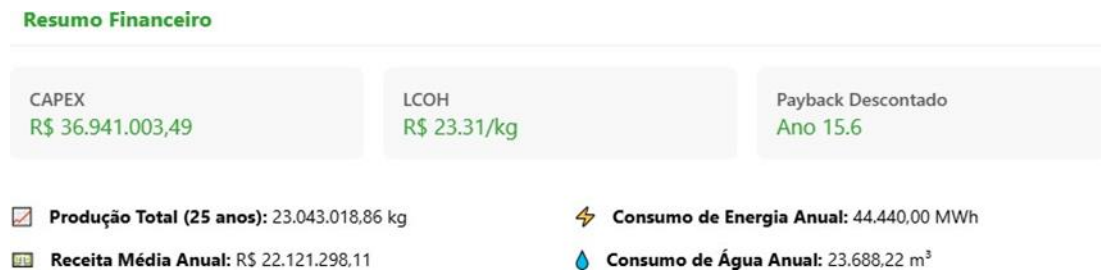 Resumo Financeiro
CAPEX
R$ 36.941.003,49
LCOH
R$ 23.31/kg
Payback Descontado
Ano 15.6
Produção Total (25 anos): 23.043.018,86 kg
Consumo de Energia Anual: 44.440,00 MWh
Receita Média Anual: R$ 22.121.298,11
Consumo de Água Anual: 23.688,22 m³